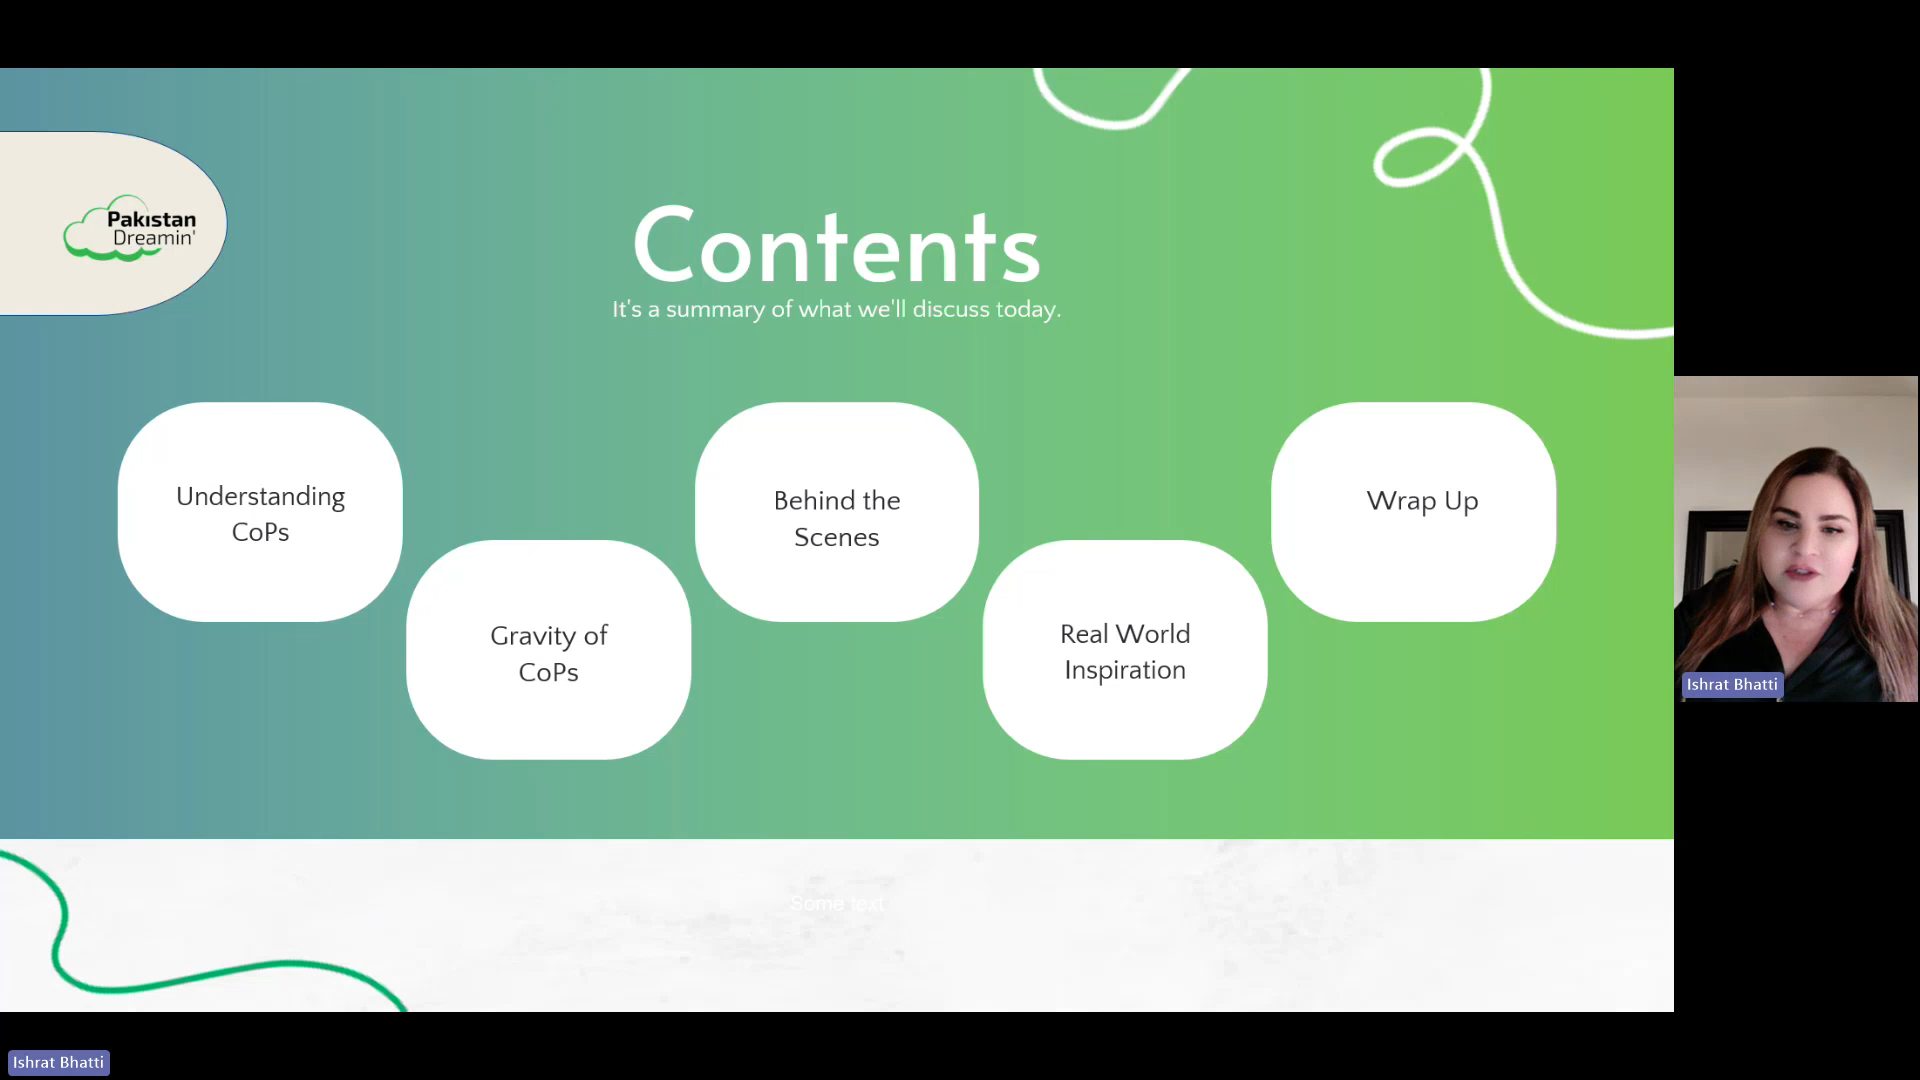 Pakistan
Dreamin'
Contents
It's a summary of what we'll discuss today.
Understanding
CoPs
Gravity of
CoPs
Behind the
Scenes
Real World
Inspiration
Wrap Up
Some text
Ishrat Bhatti
Ishrat Bhatti